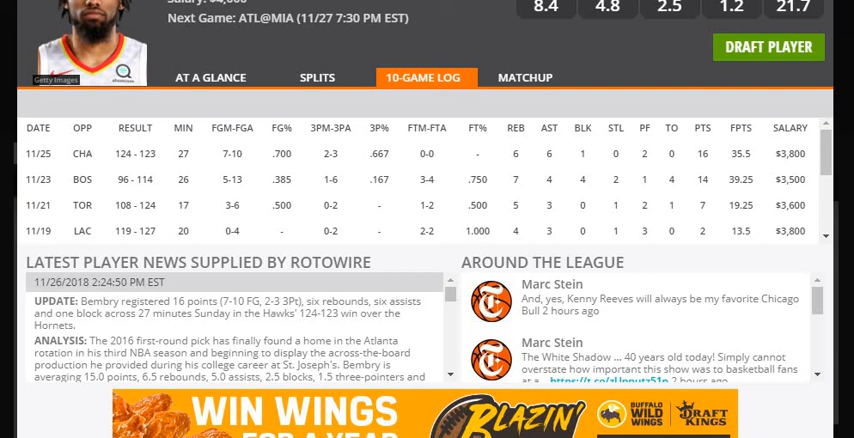 Next Game: ATL@MIA (11/27 7:30 PM EST)
8.4 4.8 2.5 1.2 21.7
DRAFT PLAYER
Getty Images
AT A GLANCE SPLITS 10-GAME LOG MATCHUP
DATE OPP RESULT MIN FGM-FGA FG% 3PM-3PA 3P% FTM-FTA FT% REB AST BLK STL PF TO PTS FPTS SALARY
11/25 CHA 124 - 123 27 7-10 .700 2-3 .667 0-0 - 6 6 1 0 2 0 16 35.5 $3,800
11/23 BOS 96 - 114 26 5-13 .385 1-6 .167 3-4 .750 7 4 4 2 1 4 14 39.25 $3,500
11/21 TOR 108 - 124 17 3-6 .500 0-2 - 1-2 .500 5 3 0 1 2 1 7 19.25 $3,600
11/19 LAC 119 - 127 20 0-4 - 0-2 - 2-2 1.000 4 3 0 1 3 0 2 13.5 $3,800
LATEST PLAYER NEWS SUPPLIED BY ROTOWIRE
11/26/2018 2:24:50 PM EST
UPDATE: Bembry registered 16 points (7-10 FG, 2-3 3Pt), six rebounds, six assists
and one block across 27 minutes Sunday in the Hawks' 124-123 win over the
Hornets.
ANALYSIS: The 2016 first-round pick has finally found a home in the Atlanta
rotation in his third NBA season and beginning to display the across-the-board
production he provided during his college career at St. Joseph's. Bembry is
averaging 15.0 points, 6.5 rebounds, 5.0 assists, 2.5 blocks, 1.5 three-pointers and
AROUND THE LEAGUE
Marc Stein
And, yes, Kenny Reeves will always be my favorite Chicago
Bull 2 hours ago
Marc Stein
The White Shadow ... 40 years old today! Simply cannot
overstate how important this show was to basketball fans
2 hours ago
WIN WINGS
FOR A YEAR
BLAZIN'
BUFFALO
WILD
WINGS
DRAFT
KINGS